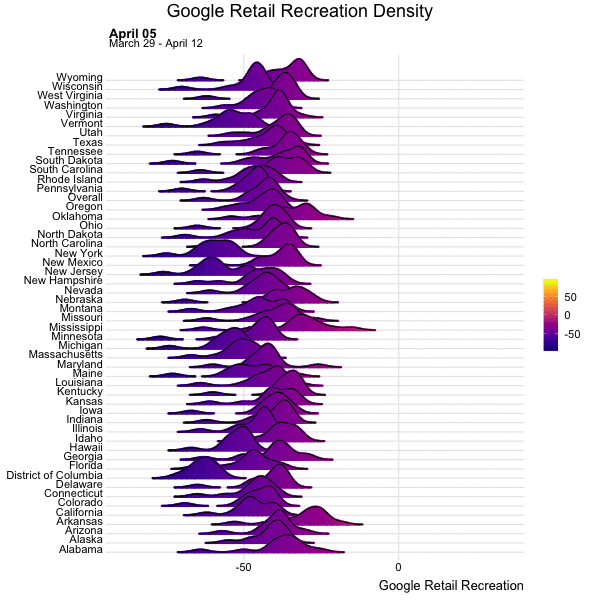 Google Retail Recreation Density
April 05
March 29 - April 12
Wyoming
Wisconsin
West Virginia
Washington
Virginia
Vermont
Utah
Texas
Tennessee
South Dakota
South Carolina
Rhode Island
Pennsylvania
Overall
Oregon
Oklahoma
Ohio
North Dakota
North Carolina
New York
New Mexico
New Jersey
New Hampshire
Nevada
Nebraska
Montana
Missouri
Mississippi
Minnesota
Michigan
Massachusetts
Maryland
Maine
Louisiana
Kentucky
Kansas
Iowa
Indiana
Illinois
Idaho
Hawaii
Georgia
Florida
District of Columbia
Delaware
Connecticut
Colorado
California
Arkansas
Arizona
Alaska
Alabama
50
0
-50
-50 0
Google Retail Recreation